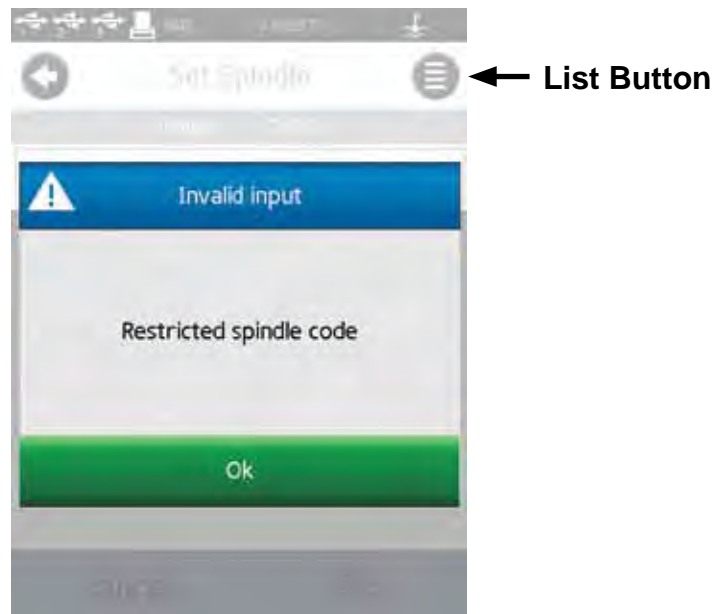 Set Spindle
List Button
Invalid input
Restricted spindle code
Ok